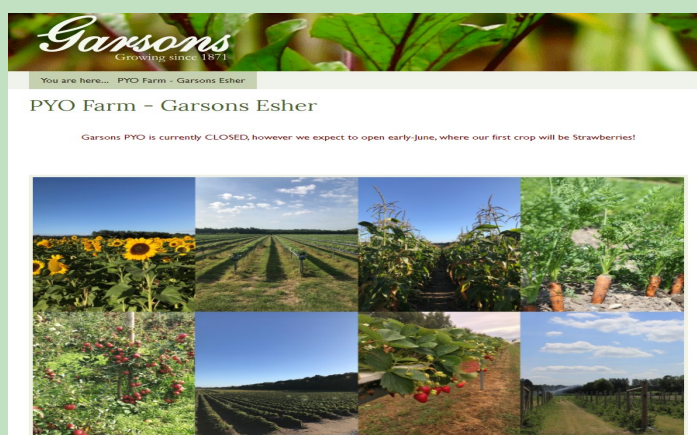 Garsons
Growing since 1871
You are here... PYO Farm - Garsons Esher
PYO Farm - Garsons Esher
Garsons PYO is currently CLOSED, however we expect to open early-June, where our first crop will be Strawberries!